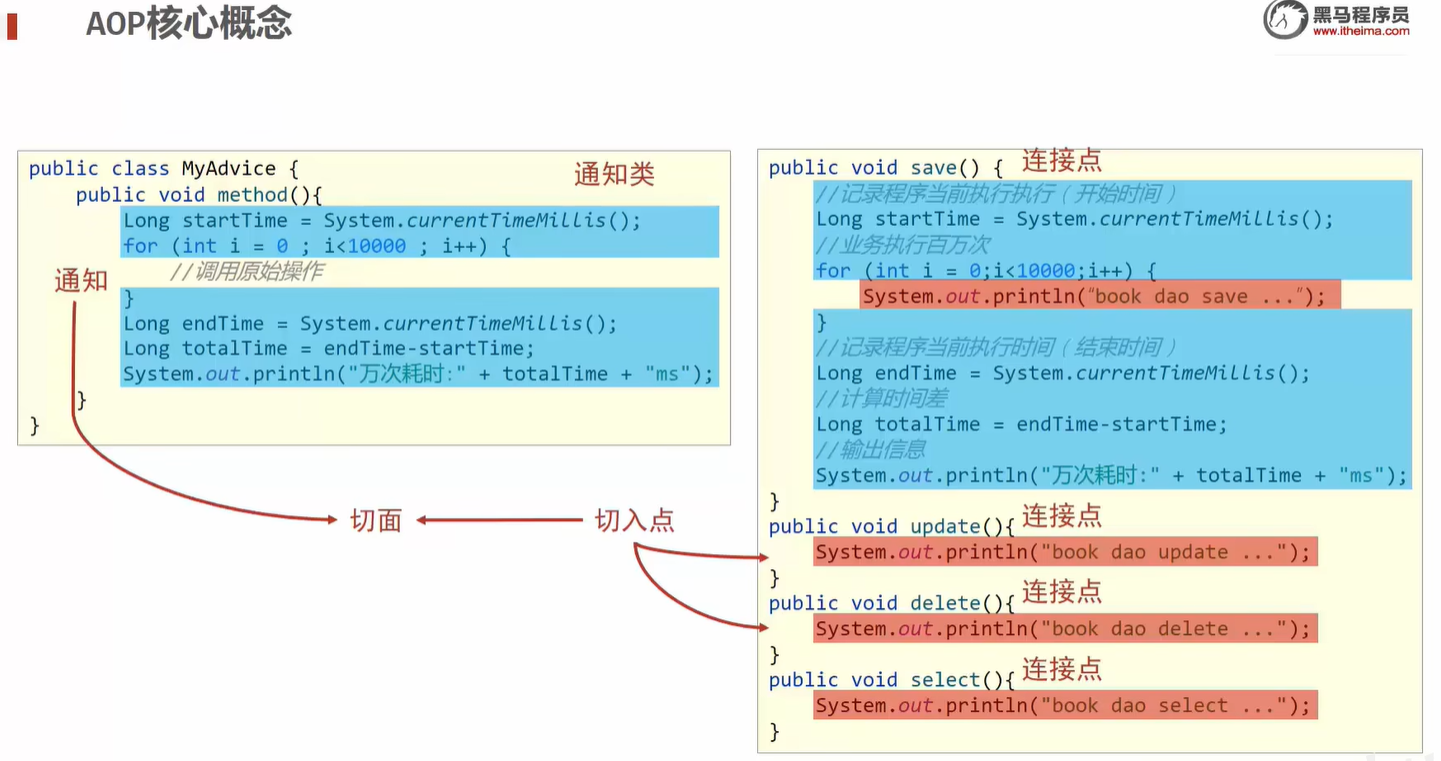 AOP核心概念
黑马程序员
www.itheima.com
public class MyAdvice {
通知类
public void method(){
Long startTime = System.currentTimeMillis();
for (int i = 0 ; i<10000 ; i++) {
//调用原始操作
通知
}
Long endTime = System.currentTimeMillis();
Long totalTime = endTime-startTime;
System.out.println("万次耗时:" + totalTime + "ms");
}
}
切面
切入点
public void save() {
连接点
//记录程序当前执行执行（开始时间）
Long startTime = System.currentTimeMillis();
//业务执行百万次
for (int i = 0;i<10000;i++) {
System.out.println(“book dao save ...”);
}
//记录程序当前执行时间（结束时间）
Long endTime = System.currentTimeMillis();
//计算时间差
Long totalTime = endTime-startTime;
//输出信息
System.out.println("万次耗时:" + totalTime + "ms");
}
public void update(){
连接点
System.out.println("book dao update ...");
}
public void delete(){
连接点
System.out.println("book dao delete ...");
}
public void select(){
连接点
System.out.println("book dao select ...");
}